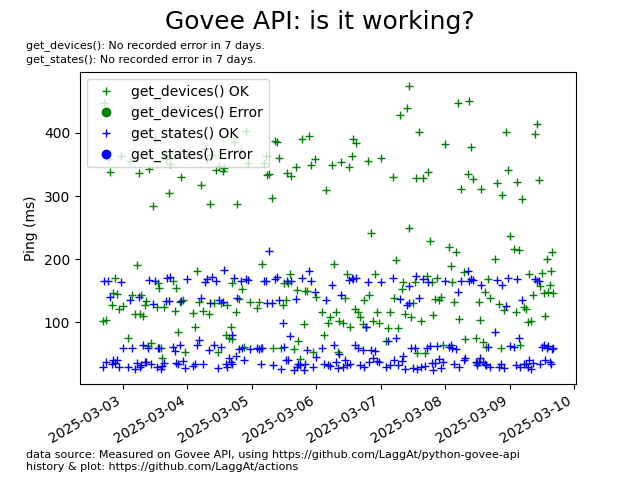 Govee API: is it working?
get_devices(): No recorded error in 7 days.
get_states(): No recorded error in 7 days.
get_devices() OK
get_devices() Error
get_states() OK
get_states() Error
Ping (ms)
400
300
200
100
2025-03-03
2025-03-04
2025-03-05
2025-03-06
2025-03-07
2025-03-08
2025-03-09
2025-03-10
data source: Measured on Govee API, using https://github.com/LaggAt/python-govee-api
history & plot: https://github.com/LaggAt/actions